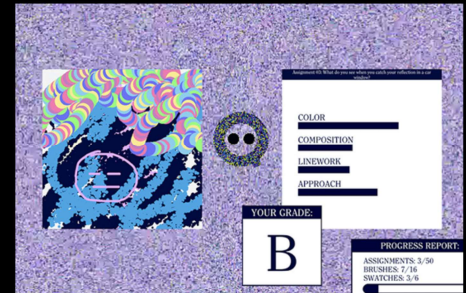 Assignment #3: What do you see when you catch your reflection in a car
window?
COLOR
COMPOSITION
LINEWORK
APPROACH
YOUR GRADE:
B
PROGRESS REPORT:
ASSIGNMENTS: 3/50
BRUSHES: 7/16
SWATCHES: 3/6